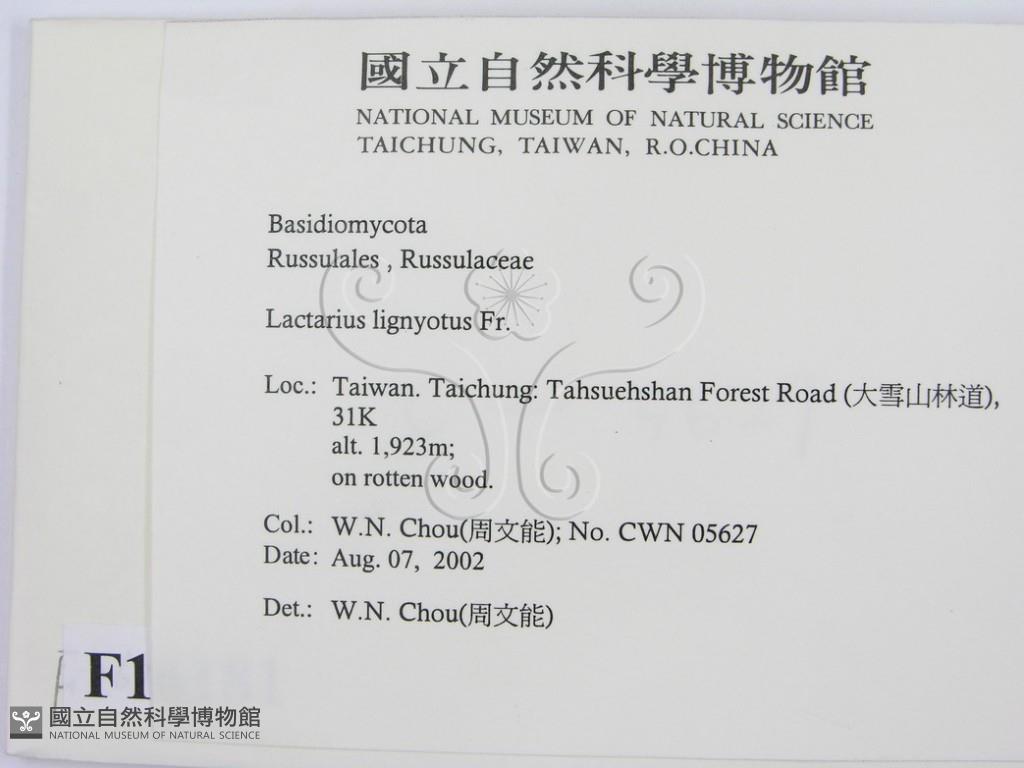 國立自然科學博物館
NATIONAL MUSEUM OF NATURAL SCIENCE
TAICHUNG, TAIWAN, R.O.CHINA
Basidiomycota
Russulales , Russulaceae
Lactarius lignyotus Fr.
Loc.: Taiwan. Taichung: Tahsuehshan Forest Road (大雪山林道),
31K
alt. 1,923m;
on rotten wood.
Col.: W.N. Chou(周文能); No. CWN 05627
Date: Aug. 07, 2002
Det.: W.N. Chou(周文能)
F1
國立自然科學博物館
NATIONAL MUSEUM OF NATURAL SCIENCE